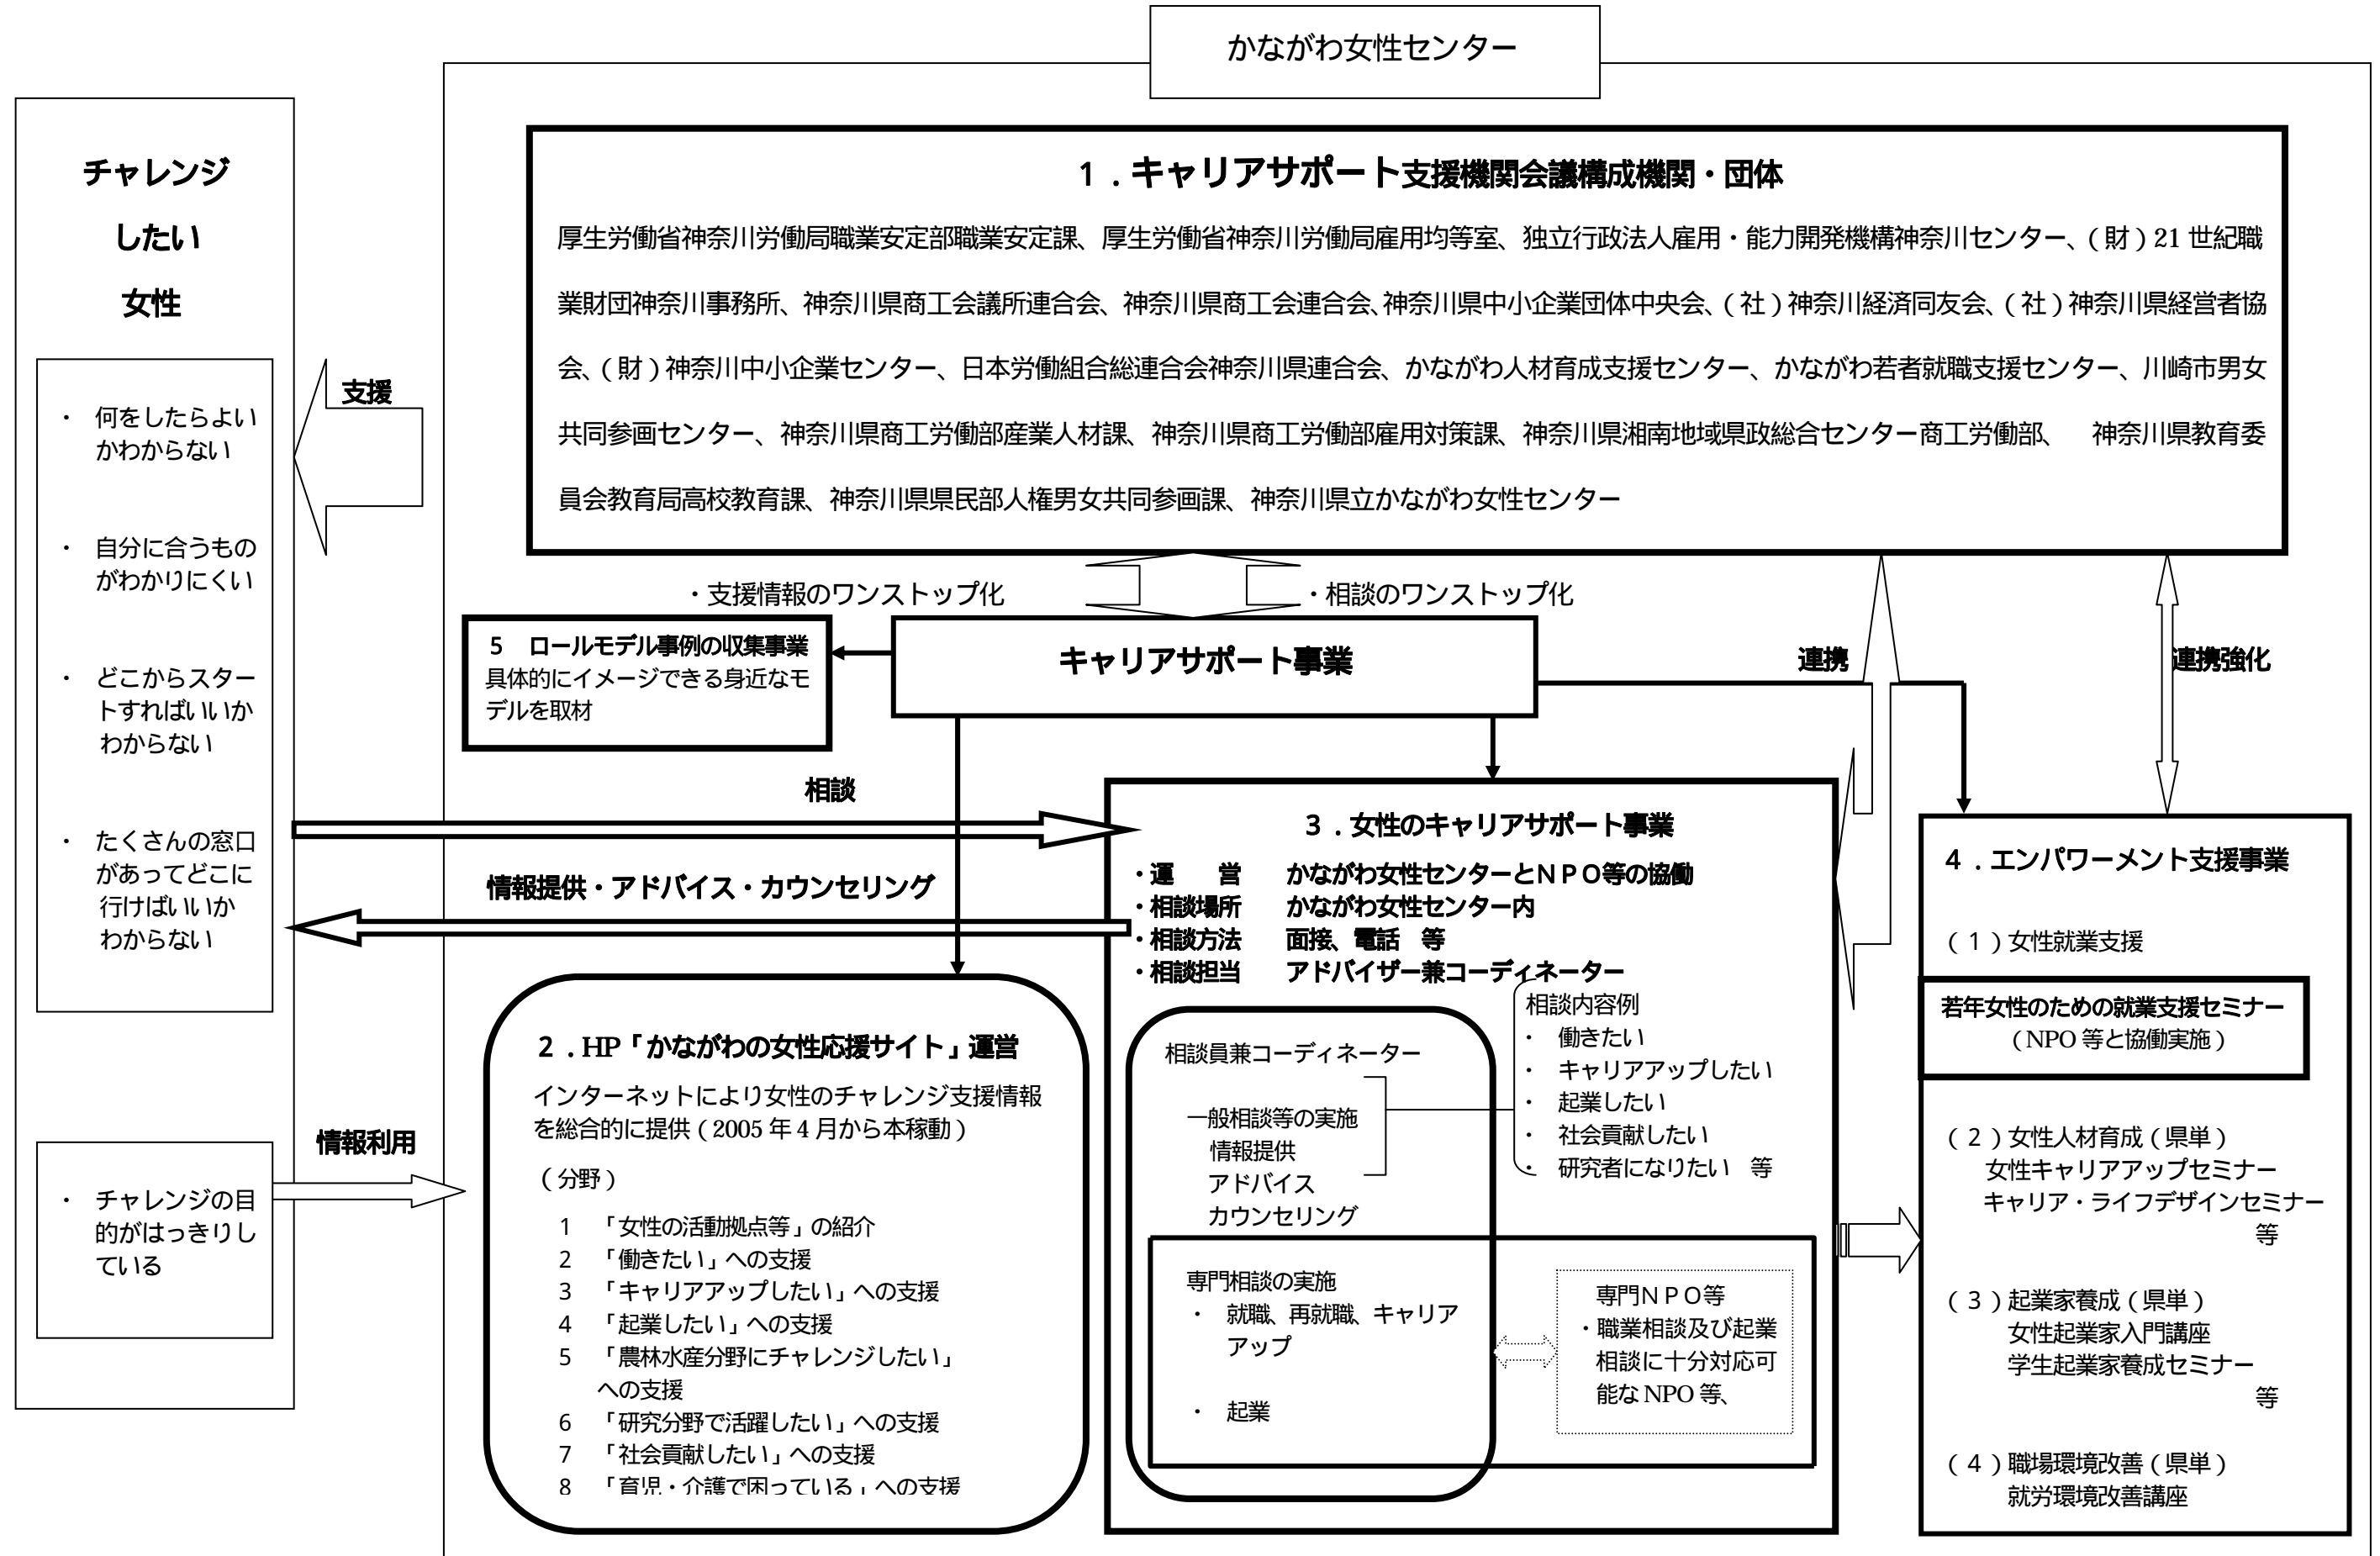 かながわ女性センター
チャレンジ
したい
女性
・ 何をしたらよい
かわからない
・ 自分に合うもの
がわかりにくい
・ どこからスター
トすればいいか
わからない
・ たくさんの窓口
があってどこに
行けばいいか
わからない
・ チャレンジの目
的がはっきりし
ている
支援
情報利用
1．キャリアサポート支援機関会議構成機関・団体
厚生労働省神奈川労働局職業安定部職業安定課、厚生労働省神奈川労働局雇用均等室、独立行政法人雇用・能力開発機構神奈川センター、（財）21世紀職
業財団神奈川事務所、神奈川県商工会議所連合会、神奈川県商工会連合会、神奈川県中小企業団体中央会、（社）神奈川経済同友会、（社）神奈川県経営者協
会、（財）神奈川中小企業センター、日本労働組合総連合会神奈川県連合会、かながわ人材育成支援センター、かながわ若者就職支援センター、川崎市男女
共同参画センター、神奈川県商工労働部産業人材課、神奈川県商工労働部雇用対策課、神奈川県湘南地域県政総合センター商工労働部、　神奈川県教育委
員会教育局高校教育課、神奈川県県民部人権男女共同参画課、神奈川県立かながわ女性センター
・支援情報のワンストップ化
・相談のワンストップ化
5　ロールモデル事例の収集事業
具体的にイメージできる身近なモ
デルを取材
キャリアサポート事業
連携
連携強化
相談
情報提供・アドバイス・カウンセリング
2．HP「かながわの女性応援サイト」運営
インターネットにより女性のチャレンジ支援情報
を総合的に提供（2005年4月から本稼動）
（分野）
1　「女性の活動拠点等」の紹介
2　「働きたい」への支援
3　「キャリアアップしたい」への支援
4　「起業したい」への支援
5　「農林水産分野にチャレンジしたい」
への支援
6　「研究分野で活躍したい」への支援
7　「社会貢献したい」への支援
8　「育児・介護で困っている」への支援
3．女性のキャリアサポート事業
・運　　営　　かながわ女性センターとＮＰＯ等の協働
・相談場所　　かながわ女性センター内
・相談方法　　面接、電話　等
・相談担当　　アドバイザー兼コーディネーター
相談員兼コーディネーター
一般相談等の実施
情報提供
アドバイス
カウンセリング
相談内容例
・ 働きたい
・ キャリアアップしたい
・ 起業したい
・ 社会貢献したい
・ 研究者になりたい　等
専門相談の実施
・ 就職、再就職、キャリア
アップ
・ 起業
専門ＮＰＯ等
・職業相談及び起業
相談に十分対応可
能なNPO等、
4．エンパワーメント支援事業
（1）女性就業支援
若年女性のための就業支援セミナー
（NPO等と協働実施）
（2）女性人材育成（県単）
女性キャリアアップセミナー
キャリア・ライフデザインセミナー
等
（3）起業家養成（県単）
女性起業家入門講座
学生起業家養成セミナー
等
（4）職場環境改善（県単）
就労環境改善講座